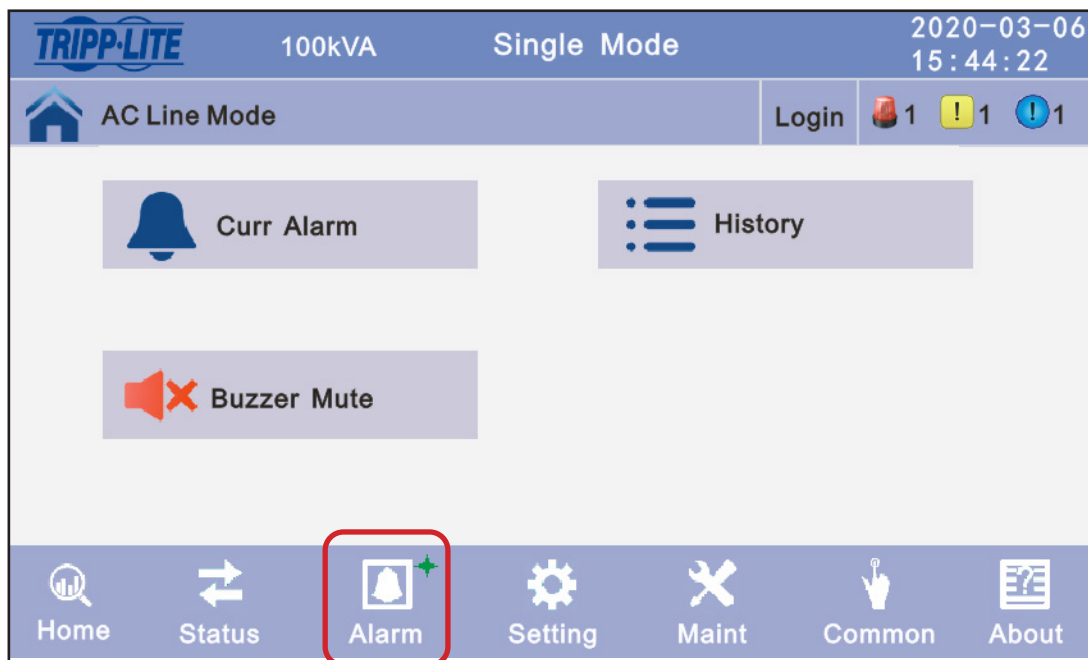 TRIPP·LITE 100kVA Single Mode 2020-03-06
15:44:22
AC Line Mode Login 1 ! 1 ! 1
Curr Alarm History
Buzzer Mute
?
Home Status Alarm Setting Maint Common About